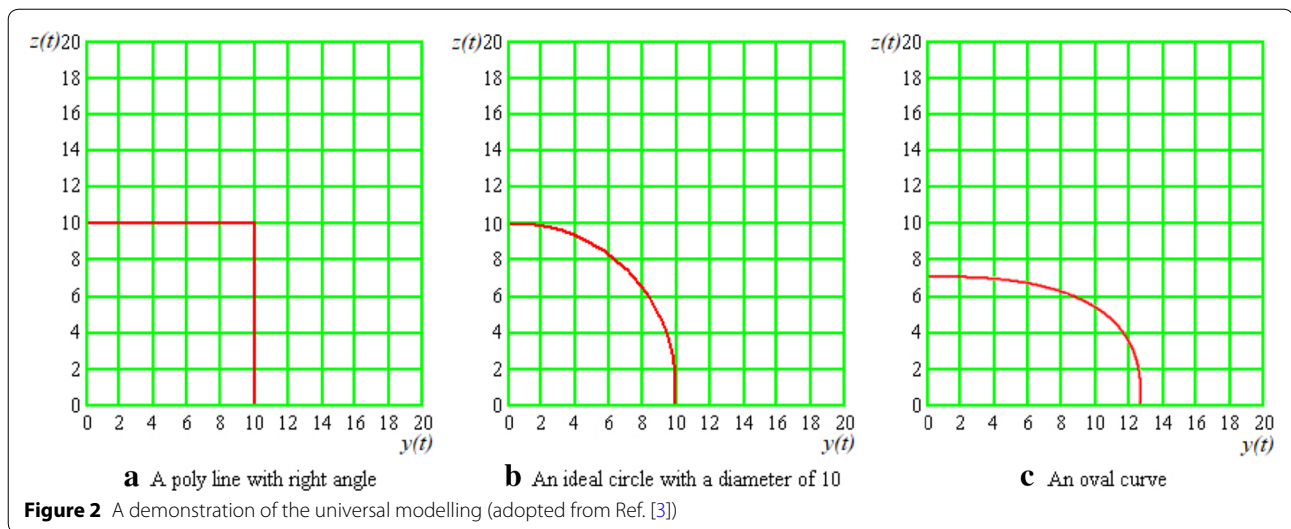 z(t) 20
18
16
14
12
10
8
6
4
2
0
0 2 4 6 8 10 12 14 16 18 20
y(t)
a A poly line with right angle
z(t) 20
18
16
14
12
10
8
6
4
2
0
0 2 4 6 8 10 12 14 16 18 20
y(t)
b An ideal circle with a diameter of 10
z(t) 20
18
16
14
12
10
8
6
4
2
0
0 2 4 6 8 10 12 14 16 18 20
y(t)
c An oval curve
Figure 2 A demonstration of the universal modelling (adopted from Ref. [3])